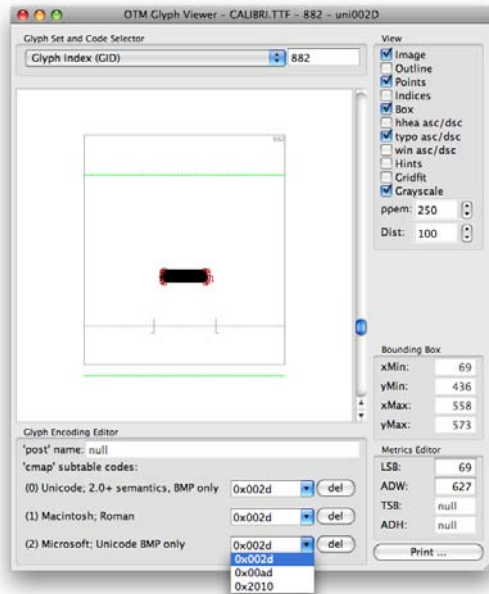 OTM Glyph Viewer - CALIBRI.TTF - 882 - uni002D
Glyph Set and Code Selector
Glyph Index (GID) 882
View
Image
Outline
Points
Indices
Box
hhea asc/dsc
typo asc/dsc
win asc/dsc
Hints
Gridfit
Grayscale
ppem: 250
Dist: 100
882
Bounding Box
xMin: 69
yMin: 436
xMax: 558
yMax: 573
Glyph Encoding Editor
'post' name: null
'cmap' subtable codes:
(0) Unicode; 2.0+ semantics, BMP only 0x002d del
(1) Macintosh; Roman 0x002d del
(2) Microsoft; Unicode BMP only 0x002d del
0x002d
0x00ad
0x2010
Metrics Editor
LSB: 69
ADW: 627
TSB: null
ADH: null
Print ...